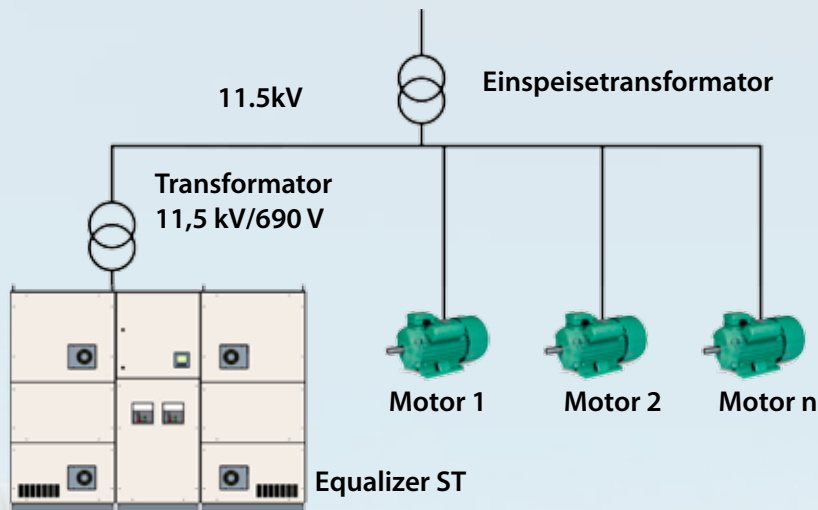 11.5kV
Einspeisetransformator
Transformator
11,5 kV/690 V
Motor 1
Motor 2
Motor n
Equalizer ST